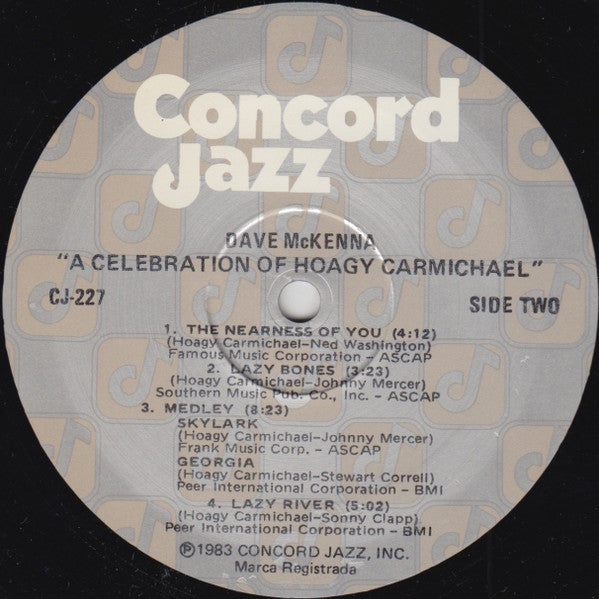 Concord
Jazz
DAVE McKENNA
"A CELEBRATION OF HOAGY CARMICHAEL"
CJ-227
SIDE TWO
1. THE NEARNESS OF YOU (4:12)
(Hoagy Carmichael-Ned Washington)
Famous Music Corporation - ASCAP
2. LAZY BONES (3:23)
(Hoagy Carmichael-Johnny Mercer)
Southern Music Pub. Co., Inc. - ASCAP
3. MEDLEY (8:23)
SKYLARK
(Hoagy Carmichael-Johnny Mercer)
Frank Music Corp. - ASCAP
GEORGIA
(Hoagy Carmichael-Stewart Correll)
Peer International Corporation - BMI
4. LAZY RIVER (5:02)
(Hoagy Carmichael-Sonny Clapp)
Peer International Corporation - BMI
℗1983 CONCORD JAZZ, INC.
Marca Registrada